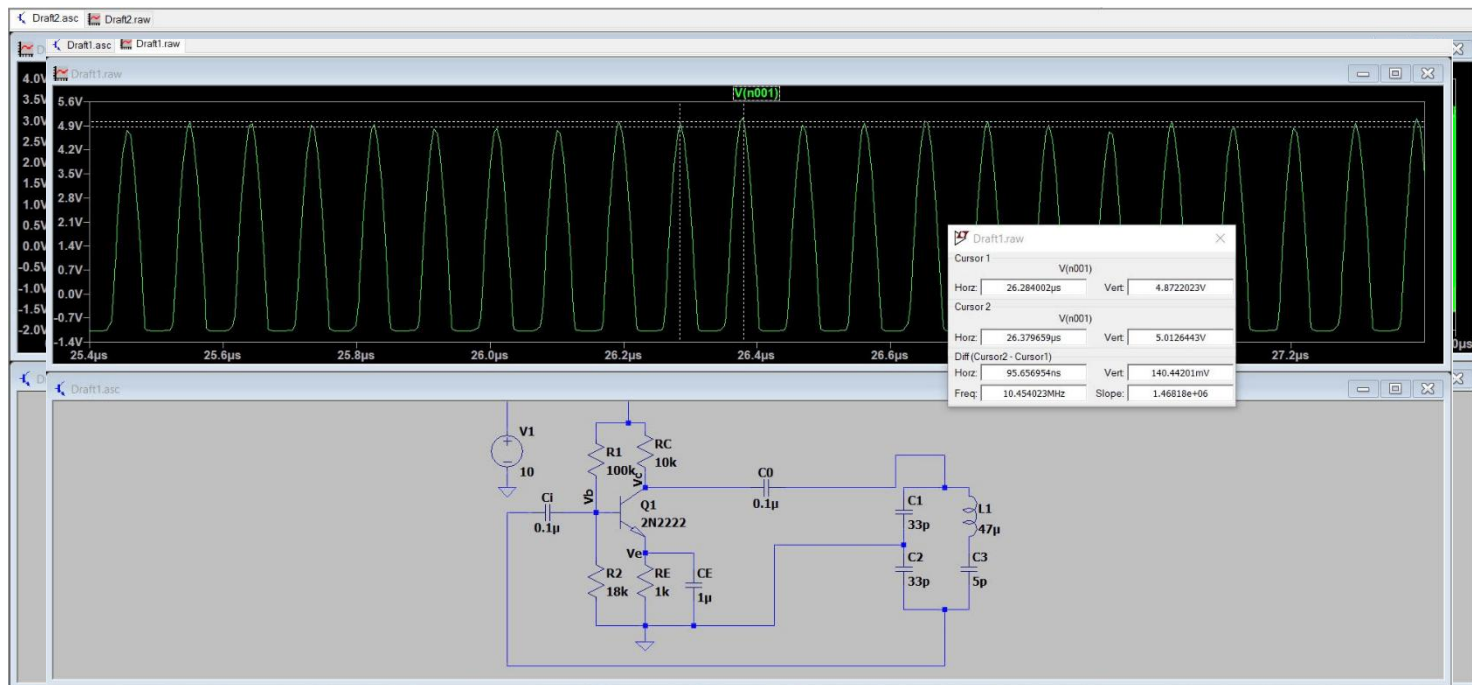 Draft2.asc Draft2.raw
Draft1.asc Draft1.raw
Draft1.raw
V(n001)
4.0V
3.5V
3.0V
2.5V
2.0V
1.5V
1.0V
0.5V
0.0V
-0.5V
-1.0V
-1.5V
-2.0V
5.6V
4.9V
4.2V
3.5V
2.8V
2.1V
1.4V
0.7V
0.0V
-0.7V
-1.4V
25.4µs 25.6µs 25.8µs 26.0µs 26.2µs 26.4µs 26.6µs 27.2µs
0µs
Draft1.raw
Cursor 1
V(n001)
Horz: 26.284002µs Vert: 4.8722023V
Cursor 2
V(n001)
Horz: 26.379659µs Vert: 5.0126443V
Diff (Cursor2 - Cursor1)
Horz: 95.656954ns Vert: 140.44201mV
Freq: 10.454023MHz Slope: 1.46818e+06
Draft1.asc
V1
10
R1
100k
RC
10k
Vc
Vb
Ci
0.1µ
Q1
2N2222
C0
0.1µ
C1
33p
L1
47µ
Ve
R2
18k
RE
1k
CE
1µ
C2
33p
C3
5p